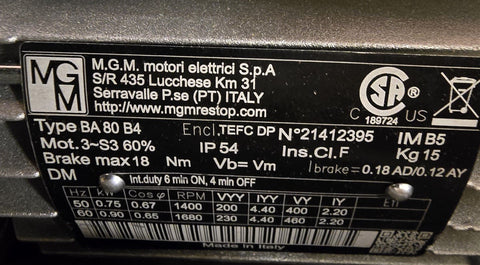 MGM
M.G.M. motori elettrici S.p.A
S/R 435 Lucchese Km 31
Serravalle P.se (PT) ITALY
http://www.mgmrestop.com
CSA
C 189724 US
Type BA 80 B4 Encl.TEFC DP N°21412395 IM B5
Mot.3~S3 60% IP 54 Ins.Cl.F Kg 15
Brake max 18 Nm Vb= Vm I brake=0.18 AD/0.12 AY
DM Int.duty 6 min ON, 4 min OFF
Hz kW Cos φ RPM VYY IYY VY IY
50 0.75 0.67 1400 200 4.40 400 2.20
60 0.90 0.65 1680 230 4.40 460 2.20
Made in Italy